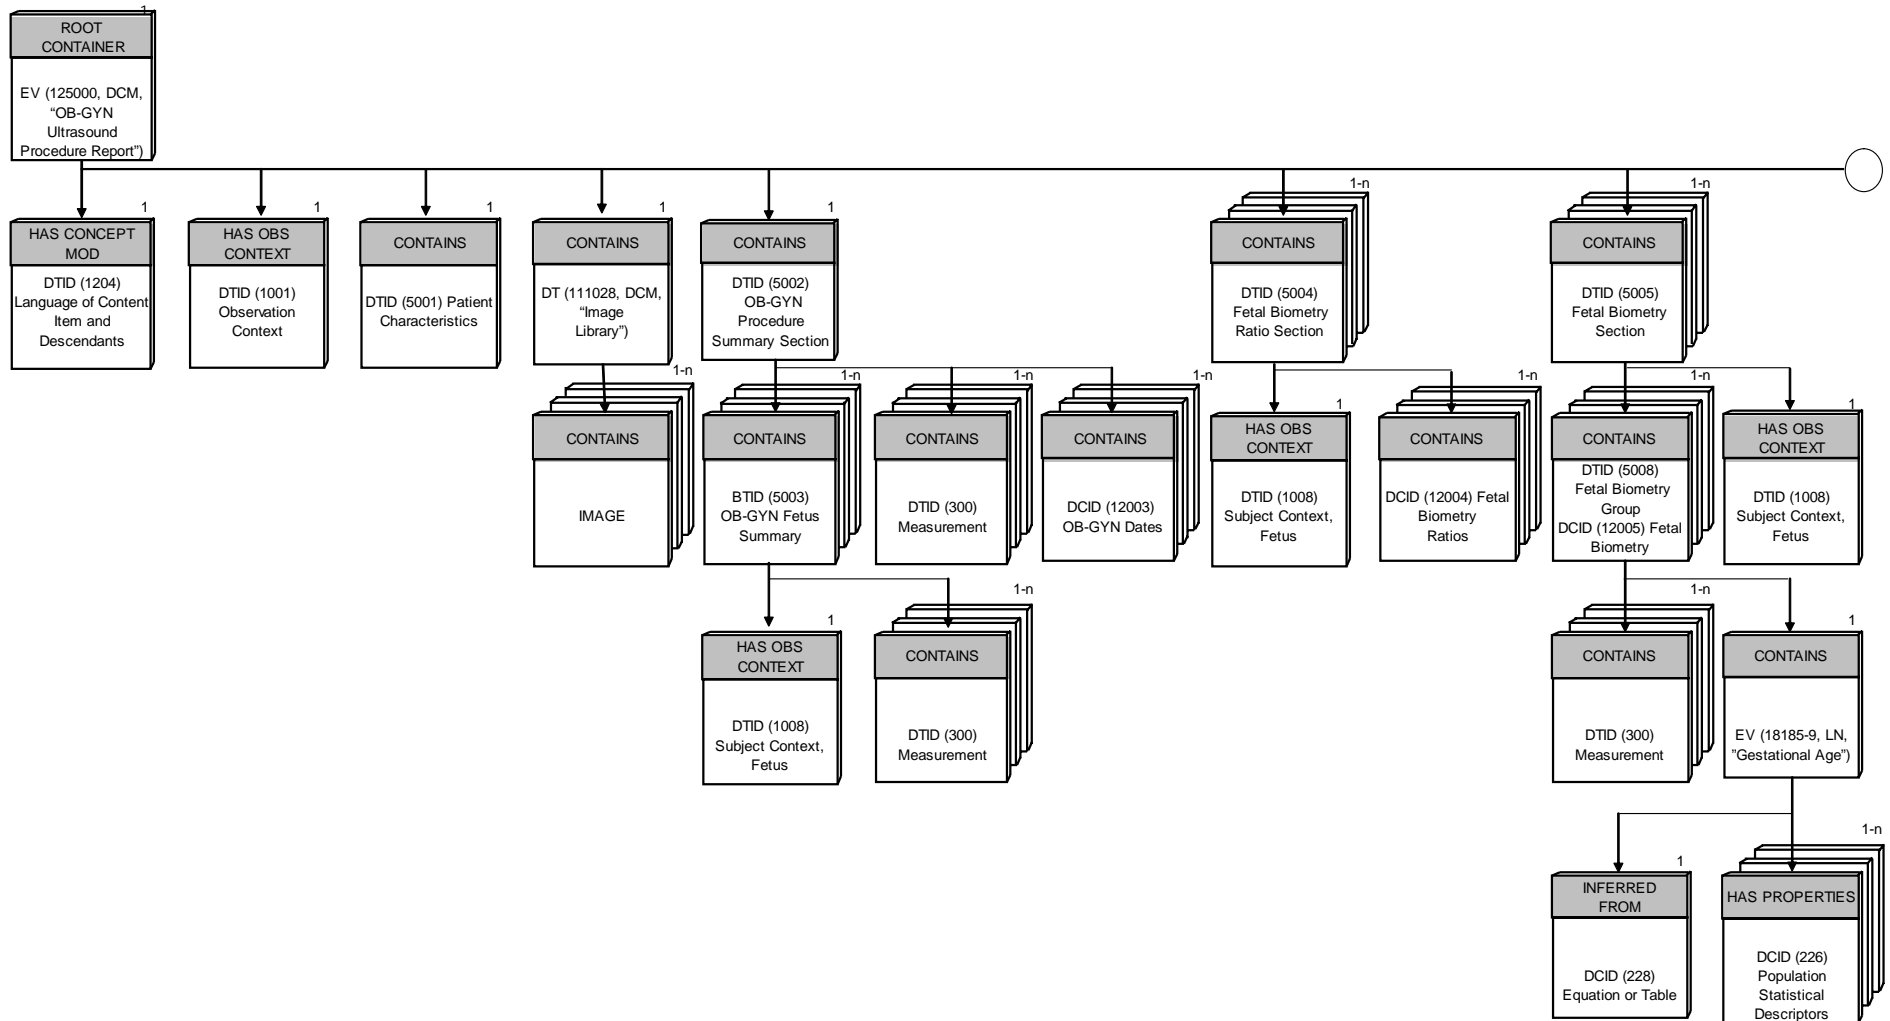 1
ROOT
CONTAINER
EV (125000, DCM,
“OB-GYN
Ultrasound
Procedure Report”)
1
HAS CONCEPT
MOD
DTID (1204)
Language of Content
Item and
Descendants
1
HAS OBS
CONTEXT
DTID (1001)
Observation
Context
1
CONTAINS
DTID (5001) Patient
Characteristics
1
CONTAINS
DT (111028, DCM,
“Image
Library”)
1
CONTAINS
DTID (5002)
OB-GYN
Procedure
Summary Section
1-n
CONTAINS
DTID (5004)
Fetal Biometry
Ratio Section
1-n
CONTAINS
DTID (5005)
Fetal Biometry
Section
1-n
CONTAINS
IMAGE
1-n
CONTAINS
BTID (5003)
OB-GYN Fetus
Summary
1-n
CONTAINS
DTID (300)
Measurement
1-n
CONTAINS
DCID (12003)
OB-GYN Dates
1
HAS OBS
CONTEXT
DTID (1008)
Subject Context,
Fetus
1-n
CONTAINS
DCID (12004) Fetal
Biometry
Ratios
1-n
CONTAINS
DTID (5008)
Fetal Biometry
Group
DCID (12005) Fetal
Biometry
1
HAS OBS
CONTEXT
DTID (1008)
Subject Context,
Fetus
1
HAS OBS
CONTEXT
DTID (1008)
Subject Context,
Fetus
1-n
CONTAINS
DTID (300)
Measurement
1-n
CONTAINS
DTID (300)
Measurement
1
CONTAINS
EV (18185-9, LN,
”Gestational Age”)
1
INFERRED
FROM
DCID (228)
Equation or Table
1-n
HAS PROPERTIES
DCID (226)
Population
Statistical
Descriptors